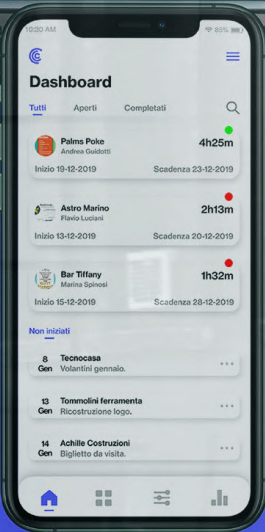 10:20 AM
85%
Dashboard
Tutti Aperti Completati
Palms Poke
Andrea Guidotti
4h25m
Inizio 19-12-2019 Scadenza 23-12-2019
Astro Marino
Flavio Luciani
2h13m
Inizio 13-12-2019 Scadenza 20-12-2019
Bar Tiffany
Marina Spinosi
1h32m
Inizio 15-12-2019 Scadenza 28-12-2019
Non iniziati
8 Tecnocasa
Gen Volantini gennaio.
13 Tommolini ferramenta
Gen Ricostruzione logo.
14 Achille Costruzioni
Gen Biglietto da visita.